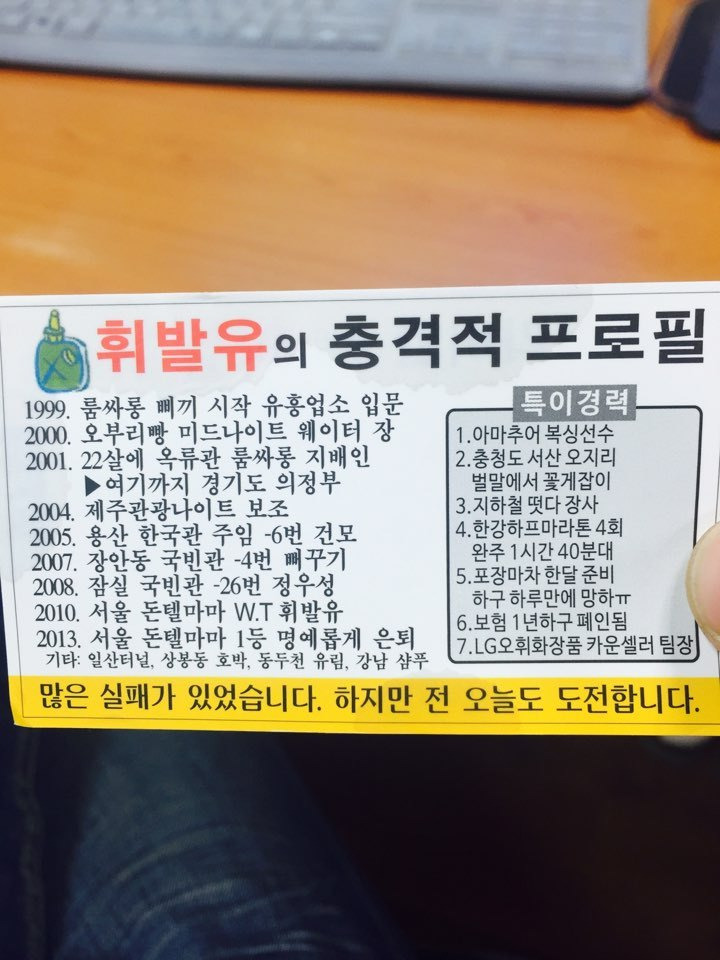 휘발유의 충격적 프로필
1999. 룸싸롱 삐끼 시작 유흥업소 입문
2000. 오부리빵 미드나이트 웨이터 장
2001. 22살에 옥류관 룸싸롱 지배인
▶여기까지 경기도 의정부
2004. 제주관광나이트 보조
2005. 용산 한국관 주임 -6번 건모
2007. 장안동 국빈관 -4번 뻐꾸기
2008. 잠실 국빈관 -26번 정우성
2010. 서울 돈텔마마 W.T 휘발유
2013. 서울 돈텔마마 1등 명예롭게 은퇴
기타: 일산터널, 상봉동 호박, 동두천 유림, 강남 샴푸
특이경력
1.아마추어 복싱선수
2.충청도 서산 오지리
벌말에서 꽃게잡이
3.지하철 떳다 장사
4.한강하프마라톤 4회
완주 1시간 40분대
5.포장마차 한달 준비
하구 하루만에 망하ㅠ
6.보험 1년하구 폐인됨
7.LG오휘화장품 카운셀러 팀장
많은 실패가 있었습니다. 하지만 전 오늘도 도전합니다.